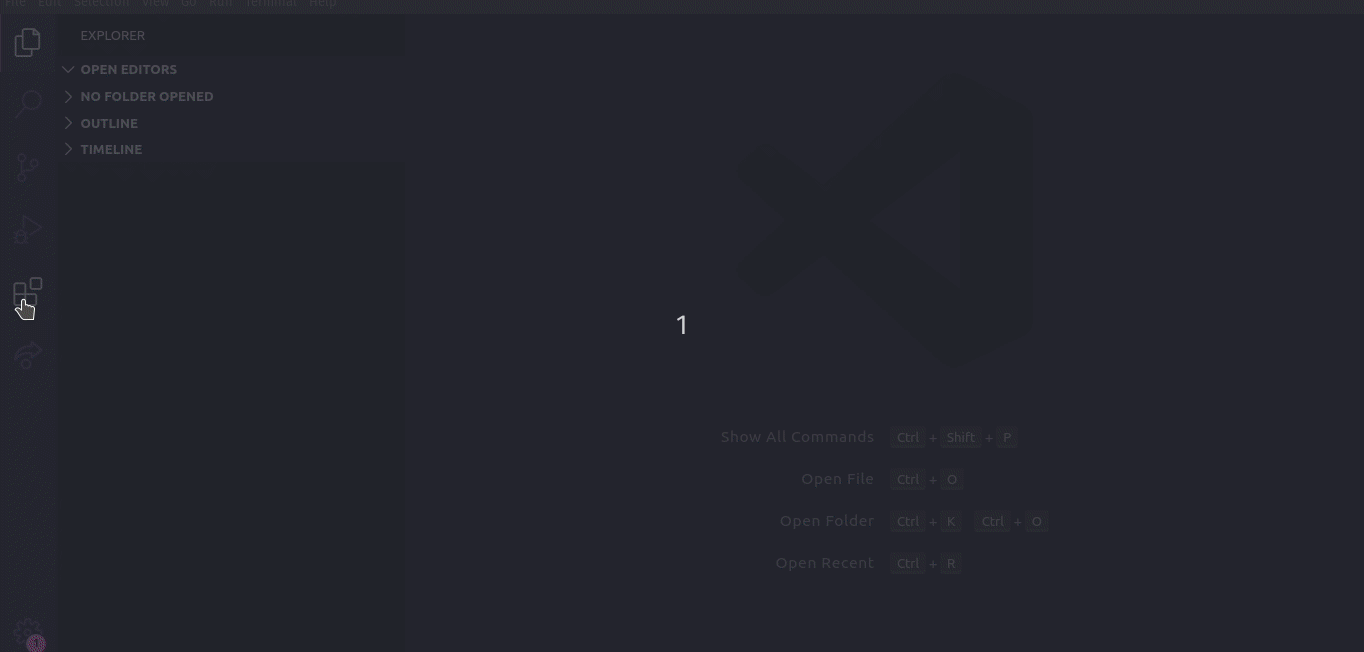 File Edit Selection View Go Run Terminal Help
EXPLORER
OPEN EDITORS
NO FOLDER OPENED
OUTLINE
TIMELINE
1
Show All Commands Ctrl + Shift + P
Open File Ctrl + O
Open Folder Ctrl + K Ctrl + O
Open Recent Ctrl + R